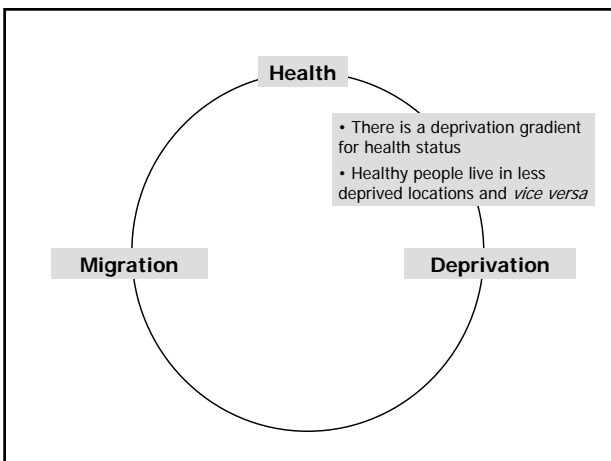 Health
• There is a deprivation gradient
for health status
• Healthy people live in less
deprived locations and vice versa
Migration
Deprivation